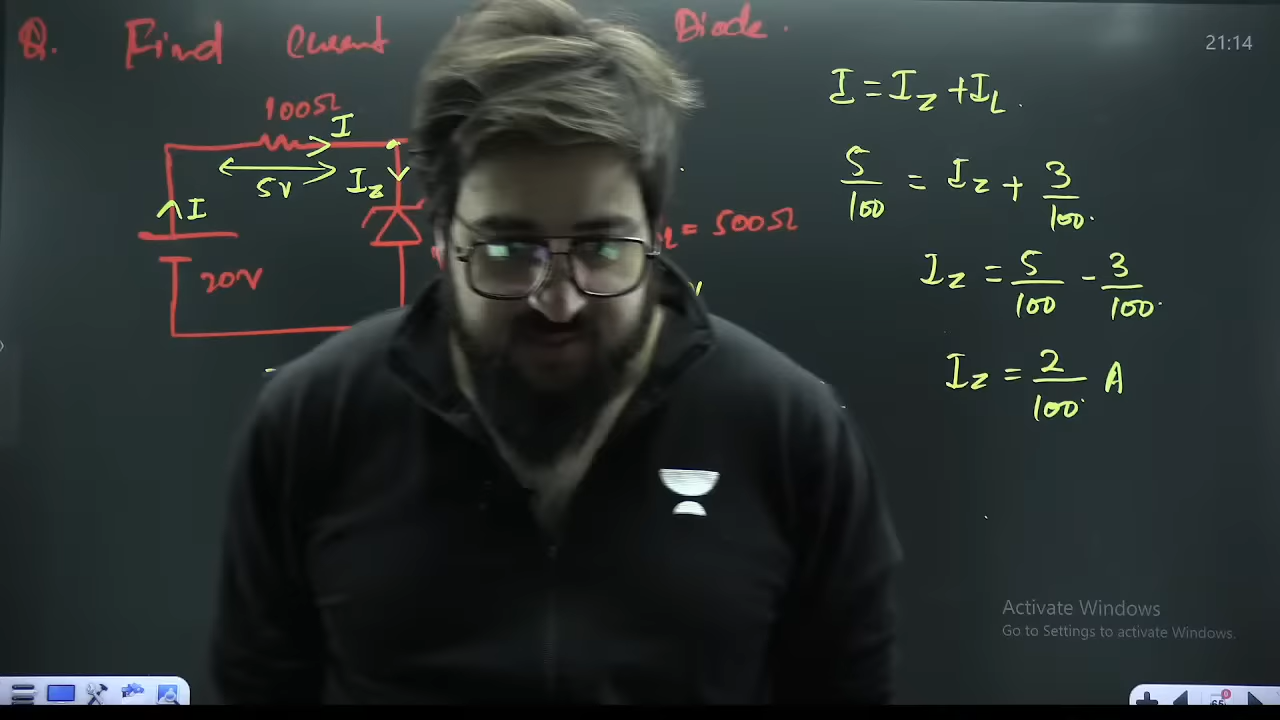 Q. Find Current Diode.
21:14
100Ω
I
5V
I_Z
I
20V
= 500Ω
V
I = I_Z + I_L.
5/100 = I_Z + 3/100.
I_Z = 5/100 - 3/100.
I_Z = 2/100 A
Activate Windows
Go to Settings to activate Windows.